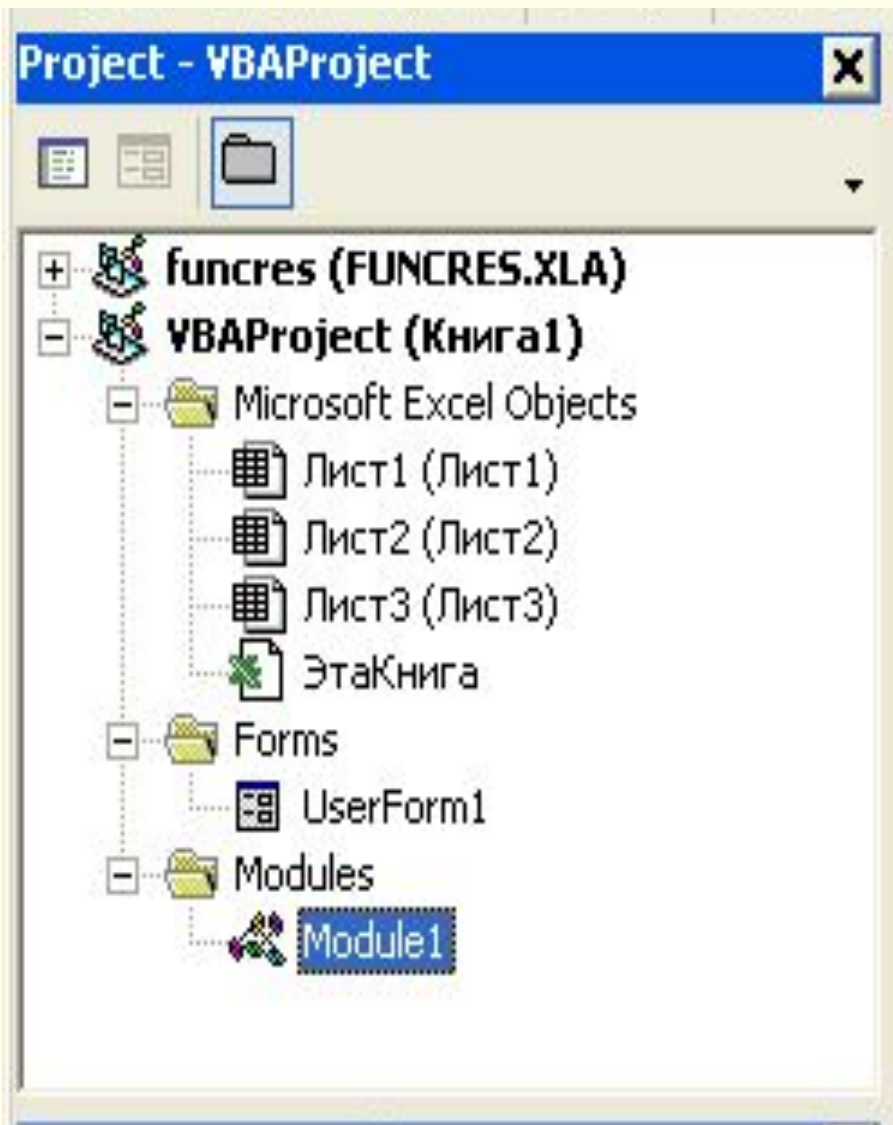 Project - VBAProject
funcres (FUNCRES.XLA)
VBAProject (Книга1)
Microsoft Excel Objects
Лист1 (Лист1)
Лист2 (Лист2)
Лист3 (Лист3)
ЭтаКнига
Forms
UserForm1
Modules
Module1